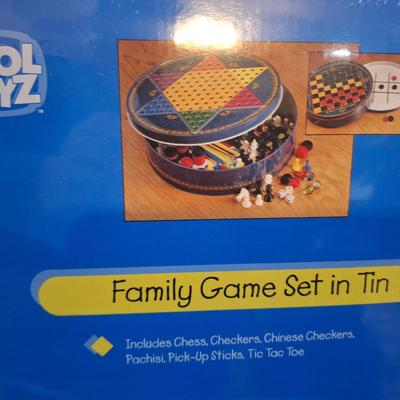 Family Game Set in Tin
Includes Chess, Checkers, Chinese Checkers,
Pachisi, Pick-Up Sticks, Tic Tac Toe